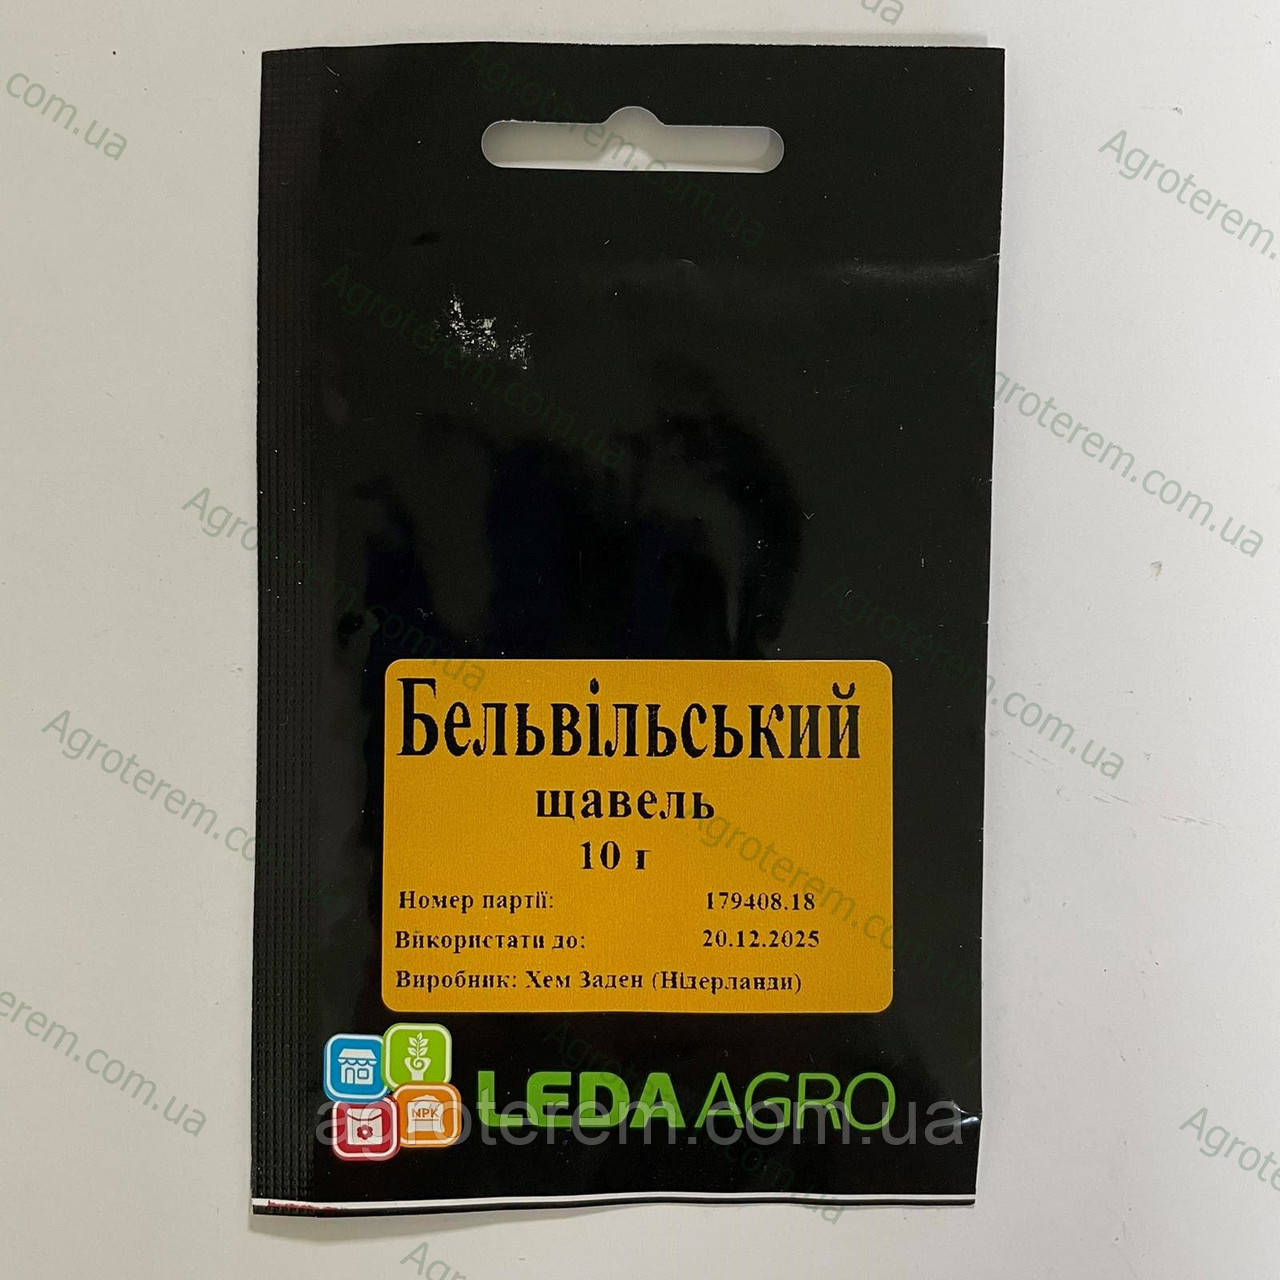 Бельвільський
щавель
10 г
Номер партії: 179408.18
Використати до: 20.12.2025
Виробник: Хем Заден (Нідерланди)
NPK
LEDA AGRO
agroterem.com.ua
Agroterem.com.ua